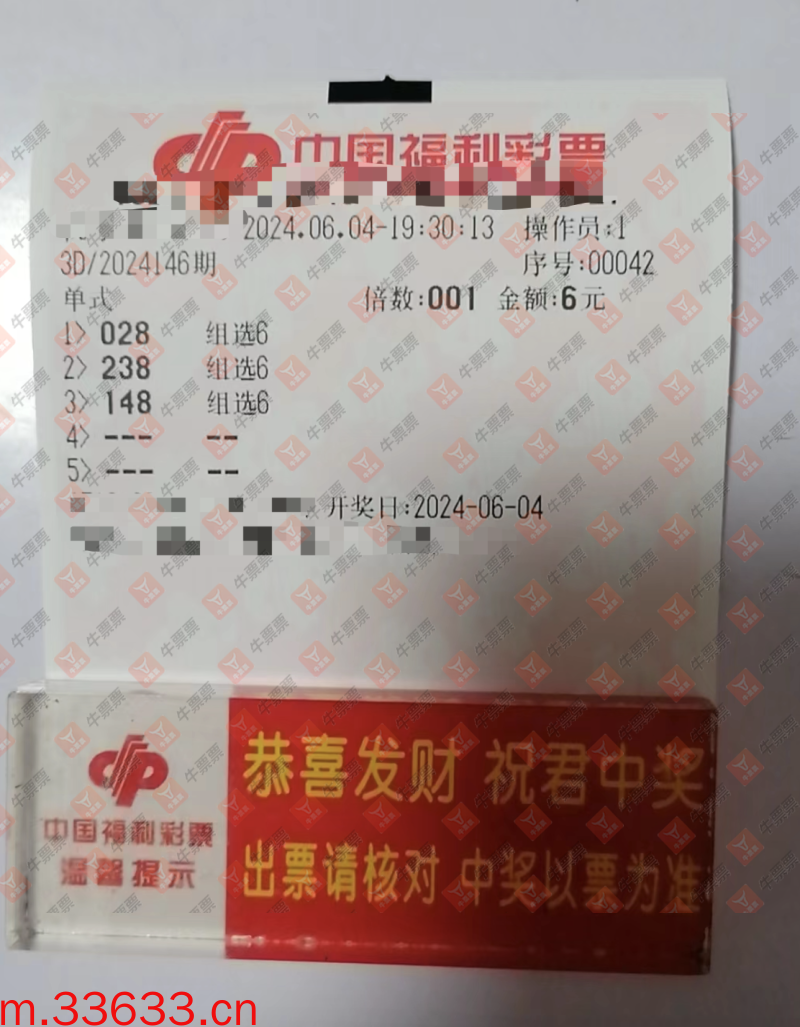 中国福利彩票
2024.06.04-19:30:13 操作员:1
3D/2024146期 序号:00042
单式 倍数:001 金额:6元
1> 028 组选6
2> 238 组选6
3> 148 组选6
4> --- --
5> --- --
开奖日:2024-06-04
中国福利彩票
温馨提示
恭喜发财 祝君中奖
出票请核对 中奖以票为准
牛票票
m.33633.cn